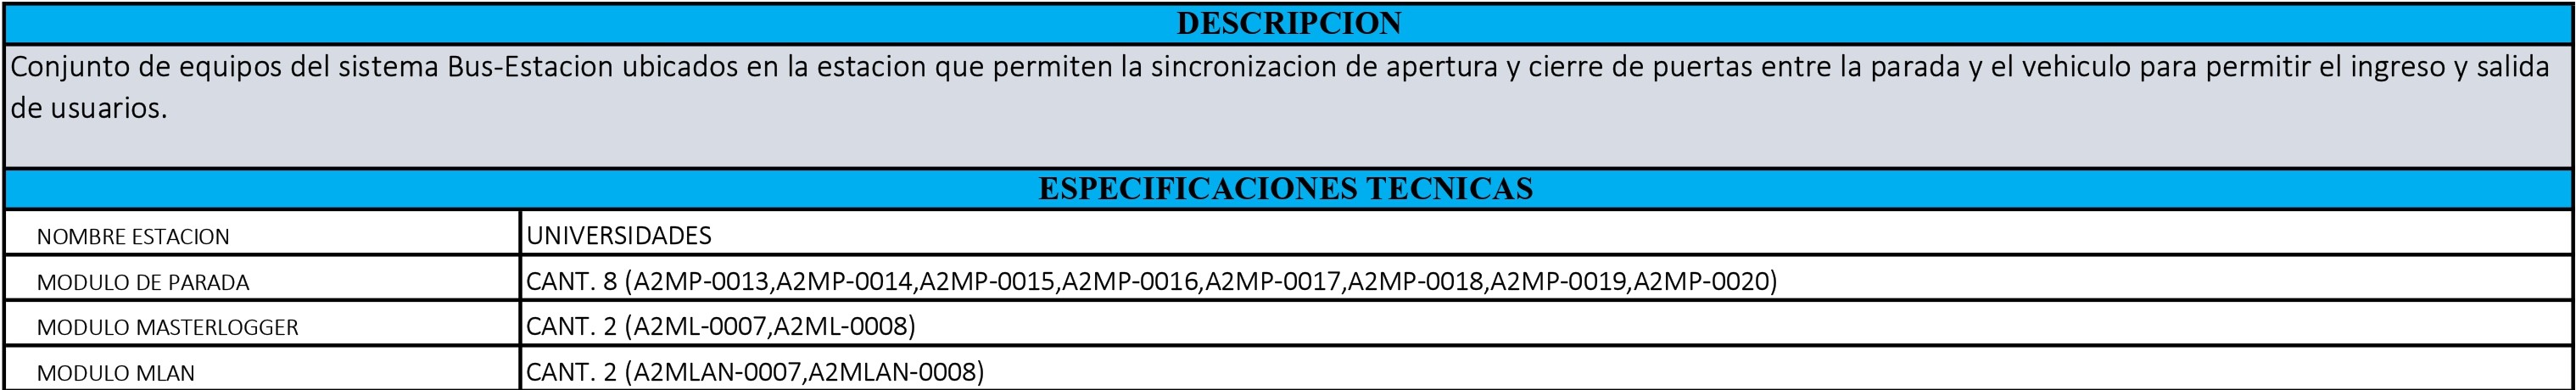 DESCRIPCION
Conjunto de equipos del sistema Bus-Estacion ubicados en la estacion que permiten la sincronizacion de apertura y cierre de puertas entre la parada y el vehiculo para permitir el ingreso y salida
de usuarios.
ESPECIFICACIONES TECNICAS
NOMBRE ESTACION UNIVERSIDADES
MODULO DE PARADA CANT. 8 (A2MP-0013,A2MP-0014,A2MP-0015,A2MP-0016,A2MP-0017,A2MP-0018,A2MP-0019,A2MP-0020)
MODULO MASTERLOGGER CANT. 2 (A2ML-0007,A2ML-0008)
MODULO MLAN CANT. 2 (A2MLAN-0007,A2MLAN-0008)